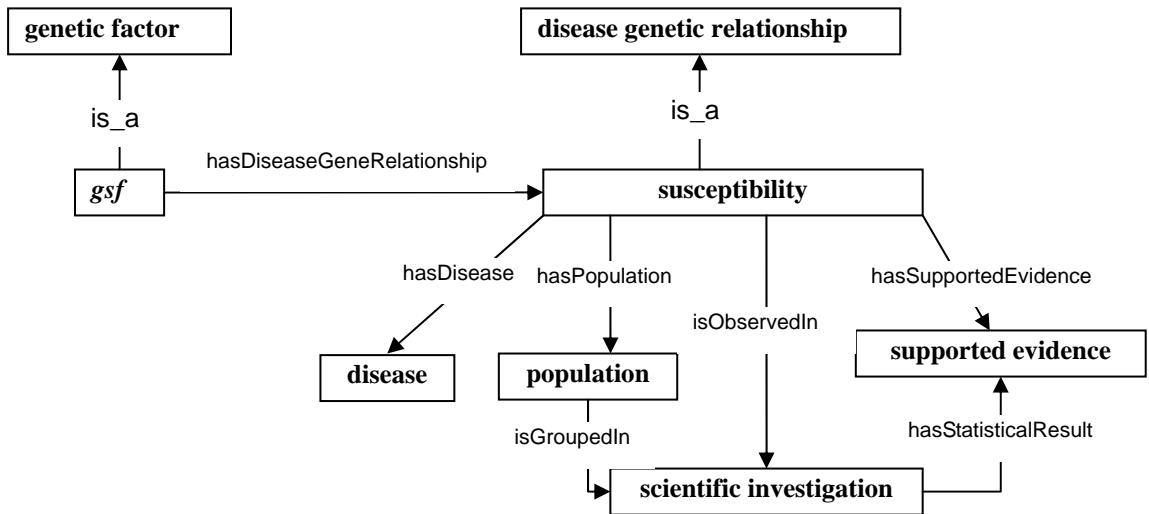 genetic factor
disease genetic relationship
is_a
is_a
hasDiseaseGeneRelationship
gsf
susceptibility
hasDisease
hasPopulation
hasSupportedEvidence
isObservedIn
supported evidence
disease
population
isGroupedIn
hasStatisticalResult
scientific investigation